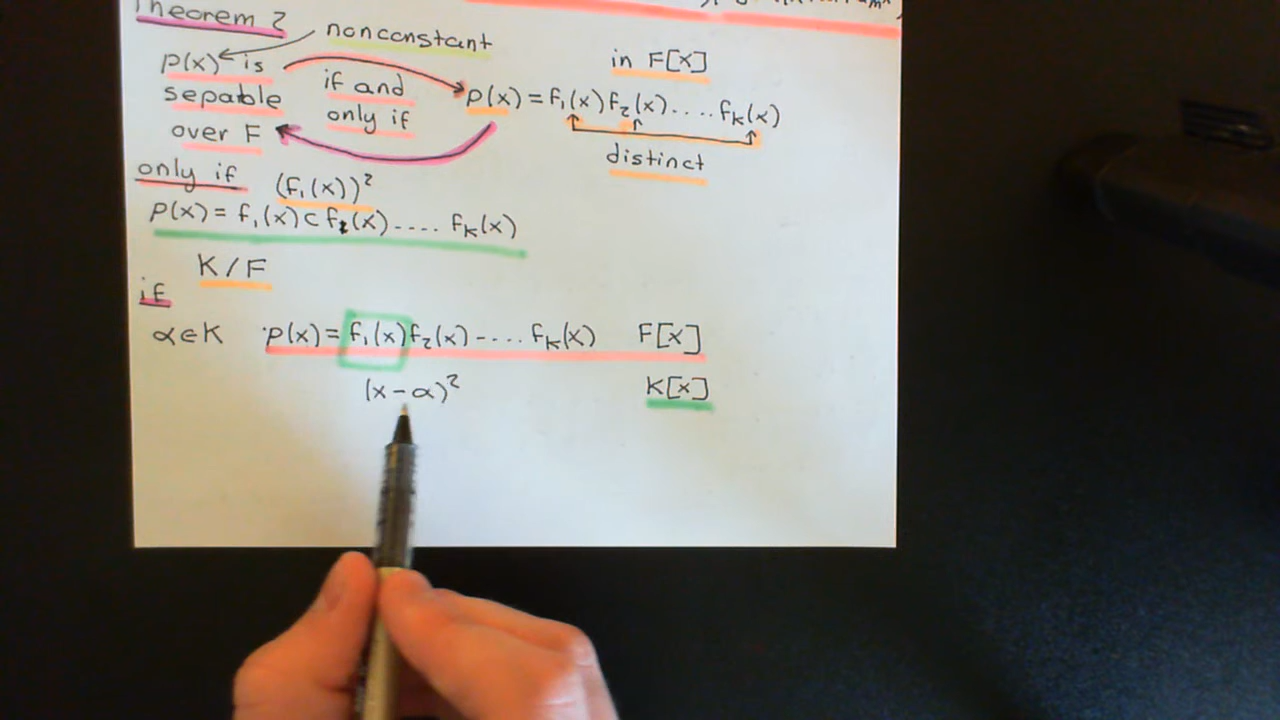 Theorem 2
nonconstant
p(x) is
separable
over F
if and
only if
in F[x]
p(x) = f₁(x) f₂(x) .... fₖ(x)
distinct
only if
(f₁(x))²
p(x) = f₁(x) c f₂(x) .... fₖ(x)
K / F
if
α ∈ K p(x) = f₁(x) f₂(x) - .... fₖ(x) F[x]
(x - α)² K[x]